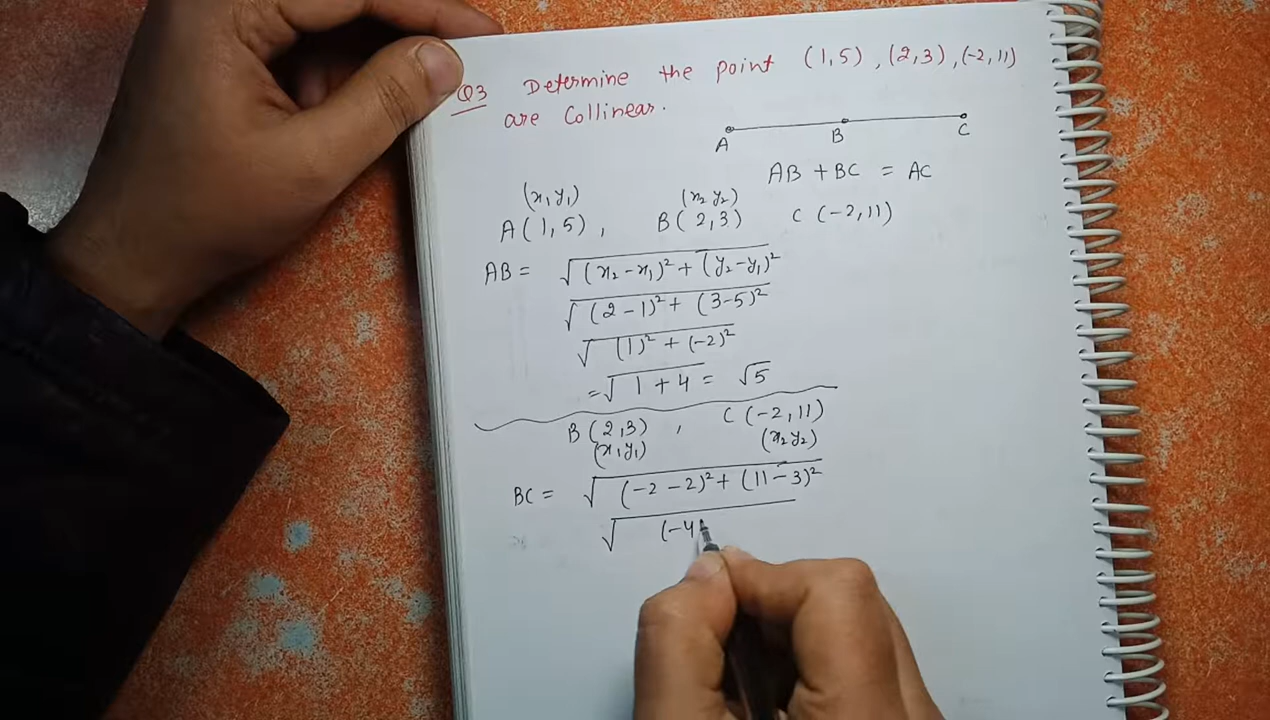 Q3 Determine the point (1,5), (2,3), (-2,11)
are Collinear.
A B C
AB + BC = AC
(x₁ y₁) (x₂ y₂)
A(1,5), B(2,3) C(-2,11)
AB = √((x₂-x₁)² + (y₂-y₁)²)
√((2-1)² + (3-5)²)
√((1)² + (-2)²)
= √(1+4) = √5
B(2,3), C(-2,11)
(x₁ y₁) (x₂ y₂)
BC = √((-2-2)² + (11-3)²)
√(-4